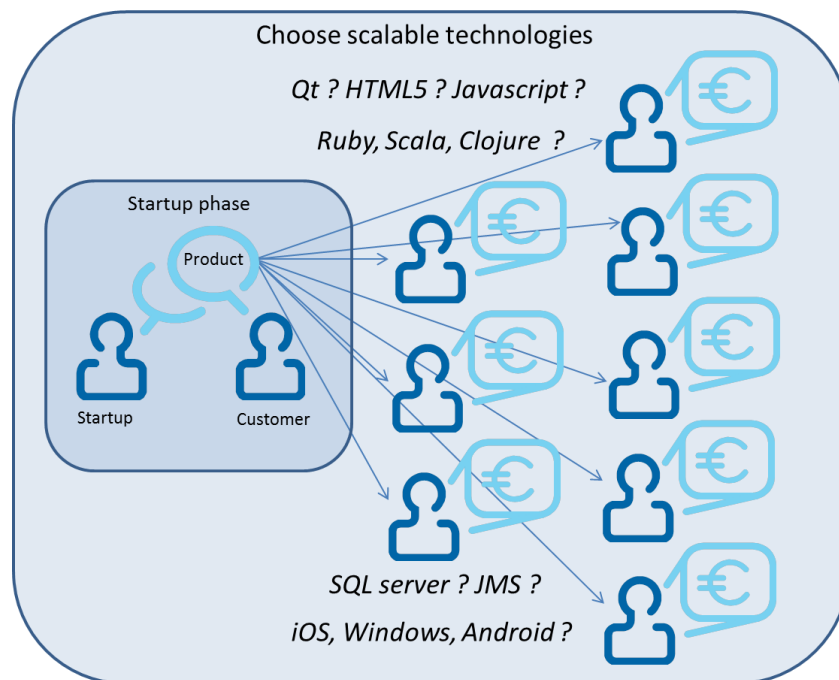 Choose scalable technologies
Qt ? HTML5 ? Javascript ?
Ruby, Scala, Clojure ?
Startup phase
Product
Startup
Customer
€
€
€
€
€
€
€
€
SQL server ? JMS ?
iOS, Windows, Android ?